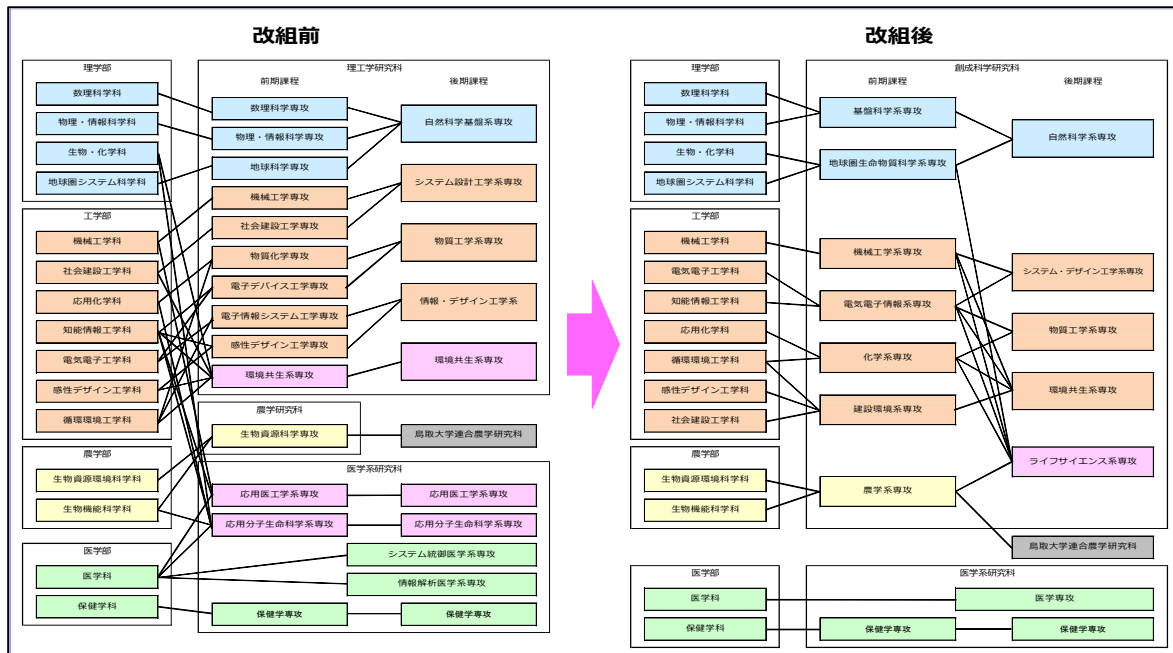 改組前
理学部
数理科学科
物理・情報科学科
生物・化学科
地球圏システム科学科
工学部
機械工学科
社会建設工学科
応用化学科
知能情報工学科
電気電子工学科
感性デザイン工学科
循環環境工学科
農学部
生物資源環境科学科
生物機能科学科
医学部
医学科
保健学科
理工学研究科
前期課程
後期課程
数理科学専攻
物理・情報科学専攻
地球科学専攻
機械工学専攻
社会建設工学専攻
物質化学専攻
電子デバイス工学専攻
電子情報システム工学専攻
感性デザイン工学専攻
環境共生系専攻
自然科学基盤系専攻
システム設計工学系専攻
物質工学系専攻
情報・デザイン工学系
環境共生系専攻
農学研究科
生物資源科学専攻
鳥取大学連合農学研究科
医学系研究科
応用医工学系専攻
応用医工学系専攻
応用分子生命科学系専攻
応用分子生命科学系専攻
システム統御医学系専攻
情報解析医学系専攻
保健学専攻
保健学専攻
改組後
理学部
数理科学科
物理・情報科学科
生物・化学科
地球圏システム科学科
工学部
機械工学科
電気電子工学科
知能情報工学科
応用化学科
循環環境工学科
感性デザイン工学科
社会建設工学科
農学部
生物資源環境科学科
生物機能科学科
医学部
医学科
保健学科
創成科学研究科
前期課程
後期課程
基盤科学系専攻
地球圏生命物質科学系専攻
機械工学系専攻
電気電子情報系専攻
化学系専攻
建設環境系専攻
農学系専攻
自然科学系専攻
システム・デザイン工学系専攻
物質工学系専攻
環境共生系専攻
ライフサイエンス系専攻
鳥取大学連合農学研究科
医学系研究科
医学専攻
保健学専攻
保健学専攻